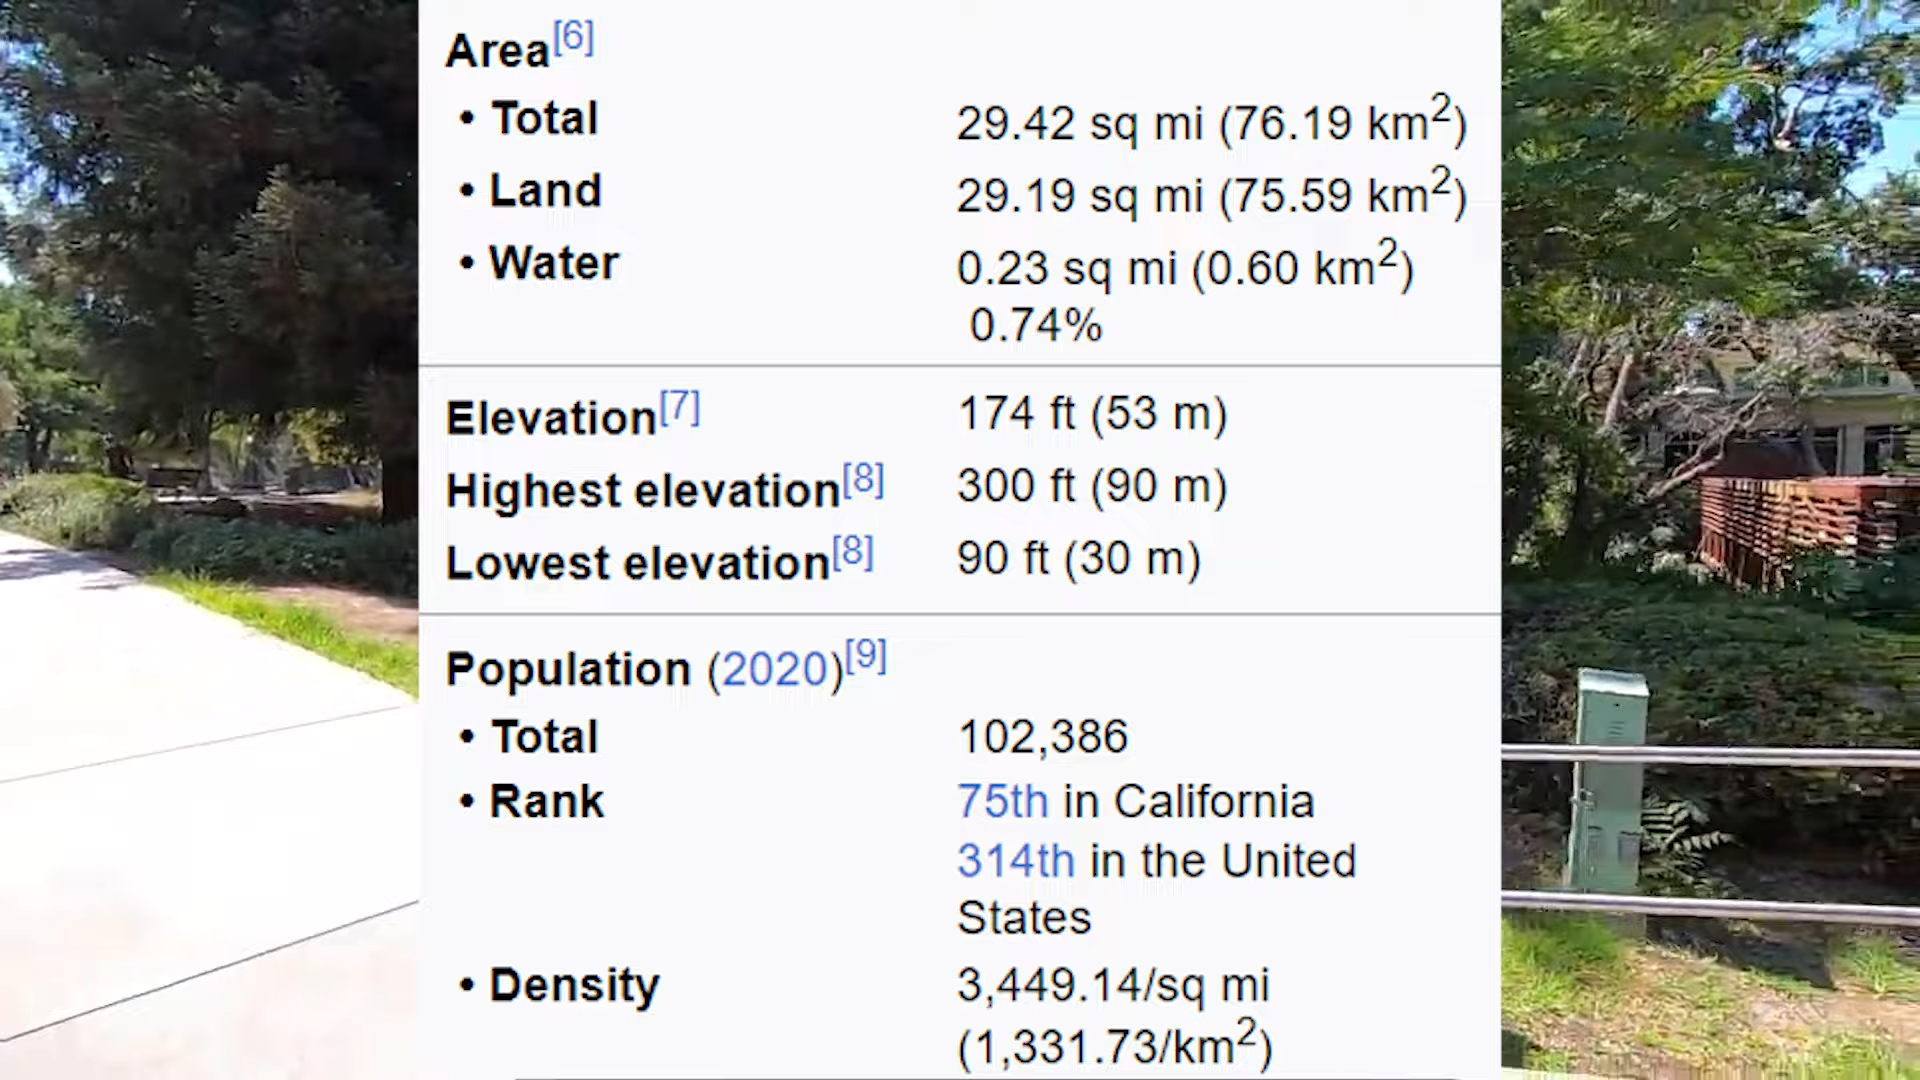 Area[6]
• Total 29.42 sq mi (76.19 km2)
• Land 29.19 sq mi (75.59 km2)
• Water 0.23 sq mi (0.60 km2)
0.74%
Elevation[7] 174 ft (53 m)
Highest elevation[8] 300 ft (90 m)
Lowest elevation[8] 90 ft (30 m)
Population (2020)[9]
• Total 102,386
• Rank 75th in California
314th in the United
States
• Density 3,449.14/sq mi
(1,331.73/km2)